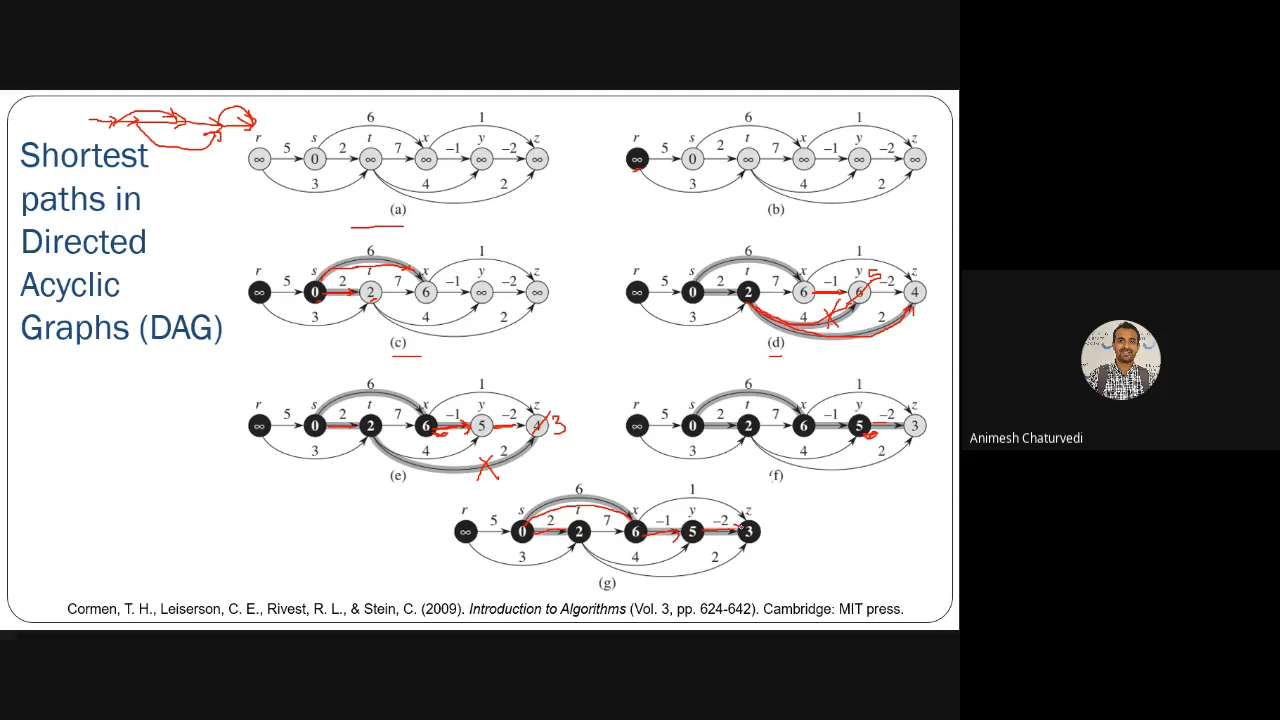 Shortest
paths in
Directed
Acyclic
Graphs (DAG)
6 1
r s t x y z
5 2 7 –1 –2
∞ 0 ∞ ∞ ∞ ∞
3 4 2
(a)
6 1
r s t x y z
5 2 7 –1 –2
∞ 0 ∞ ∞ ∞ ∞
3 4 2
(b)
6 1
r s t x y z
5 2 7 –1 –2
∞ 0 2 6 ∞ ∞
3 4 2
(c)
6 1
r s t x y z
5 2 7 –1 –2
∞ 0 2 6 6 4
5
3 4 2
(d)
6 1
r s t x y z
5 2 7 –1 –2
∞ 0 2 6 5 4 3
3 4 2
(e)
6 1
r s t x y z
5 2 7 –1 –2
∞ 0 2 6 5 3
3 4 2
(f)
6 1
r s t x y z
5 2 7 –1 –2
∞ 0 2 6 5 3
3 4 2
(g)
Cormen, T. H., Leiserson, C. E., Rivest, R. L., & Stein, C. (2009). Introduction to Algorithms (Vol. 3, pp. 624-642). Cambridge: MIT press.
Animesh Chaturvedi